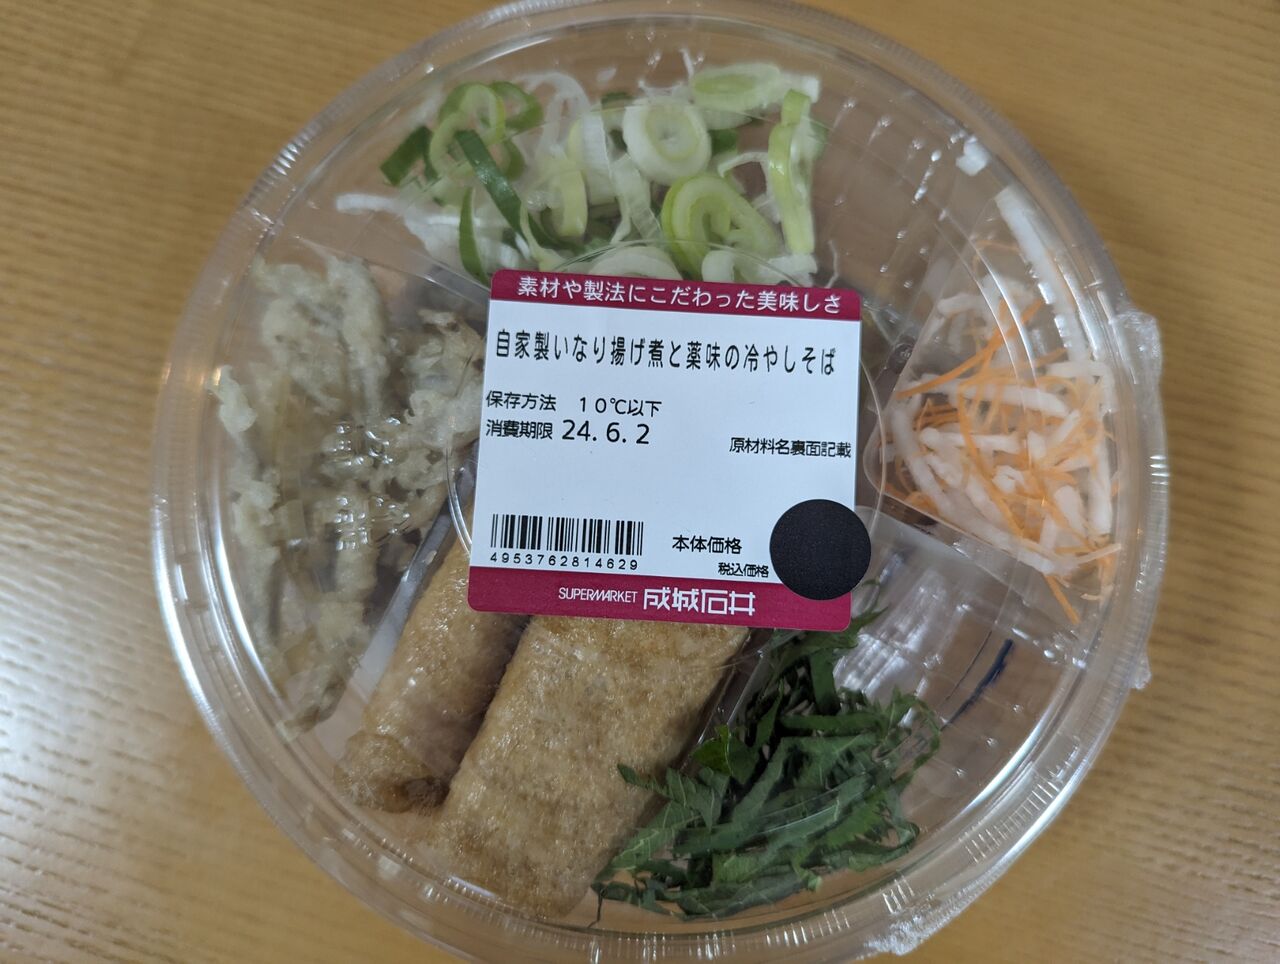 素材や製法にこだわった美味しさ
自家製いなり揚げ煮と薬味の冷やしそば
保存方法 10℃以下
消費期限 24.6.2
原材料名裏面記載
4953762814629
本体価格
税込価格
SUPERMARKET 成城石井